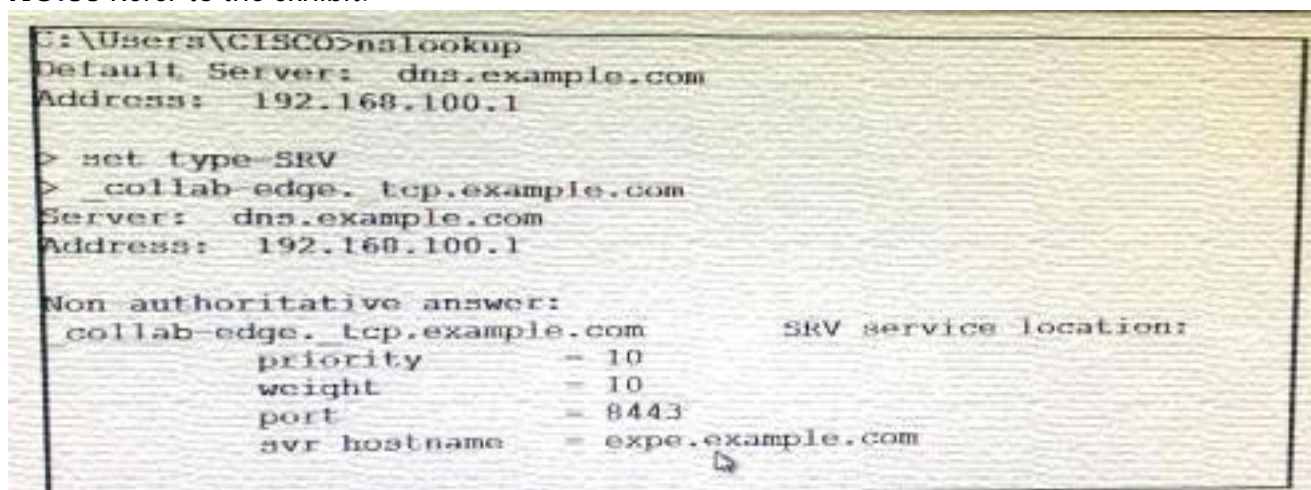 C:\Users\CISCO>nslookup
Default Server: dns.example.com
Address: 192.168.100.1
> set type=SRV
> _collab-edge._tcp.example.com
Server: dns.example.com
Address: 192.168.100.1
Non-authoritative answer:
_collab-edge._tcp.example.com SRV service location:
priority = 10
weight = 10
port = 8443
svr hostname = expe.example.com